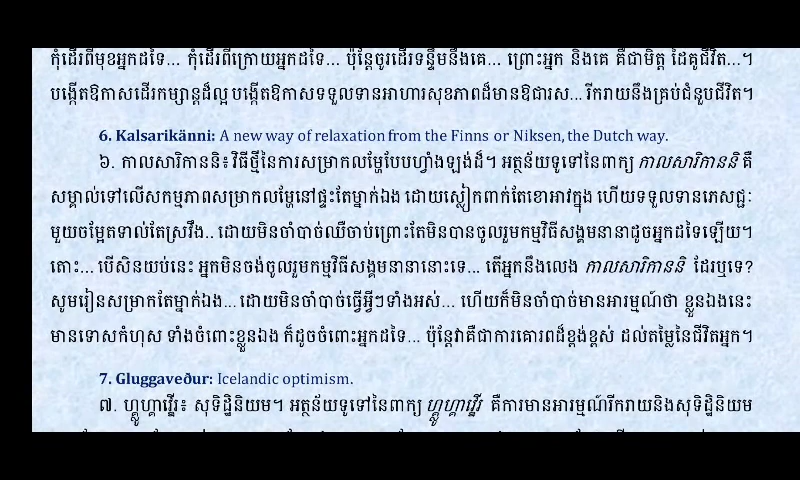 កុំដើរពីមុខអ្នកដទៃ... កុំដើរពីក្រោយអ្នកដទៃ... ប៉ុន្តែចូរដើរទន្ទឹមនឹងគេ... ព្រោះអ្នក និងគេ គឺជាមិត្ត ដៃគូជីវិត...។
បង្កើតឱកាសដើរកម្សាន្តដ៏ល្អ បង្កើតឱកាសទទួលទានអាហារសុខភាពដ៏មានឱជារស... រីករាយនឹងគ្រប់ជំនួបជីវិត។
6. Kalsarikänni: A new way of relaxation from the Finns or Niksen, the Dutch way.
៦. កាលសារិកាននិ៖ វិធីថ្មីនៃការសម្រាកលម្ហែបែបហ្វាំងឡង់ដ៍។ អត្ថន័យទូទៅនៃពាក្យ កាលសារិកាននិ គឺ
សម្គាល់ទៅលើសកម្មភាពសម្រាកលម្ហែនៅផ្ទះតែម្នាក់ឯង ដោយស្លៀកពាក់តែខោអាវក្នុង ហើយទទួលទានភេសជ្ជៈ
មួយចម្អែតទាល់តែស្រវឹង.. ដោយមិនចាំបាច់ឈឺចាប់ព្រោះតែមិនបានចូលរួមកម្មវិធីសង្គមនានាដូចអ្នកដទៃឡើយ។
តោះ... បើសិនយប់នេះ អ្នកមិនចង់ចូលរួមកម្មវិធីសង្គមនានានោះទេ... តើអ្នកនឹងលេង កាលសារិកាននិ ដែរឬទេ?
សូមរៀនសម្រាកតែម្នាក់ឯង... ដោយមិនចាំបាច់ធ្វើអ្វីៗទាំងអស់... ហើយក៏មិនចាំបាច់មានអារម្មណ៍ថា ខ្លួនឯងនេះ
មានទោសកំហុស ទាំងចំពោះខ្លួនឯង ក៏ដូចចំពោះអ្នកដទៃ... ប៉ុន្តែវាគឺជាការគោរពដ៏ខ្ពង់ខ្ពស់ ដល់តម្លៃនៃជីវិតអ្នក។
7. Gluggaveður: Icelandic optimism.
៧. ហ្គ្លូហ្គាវើឌើរ៖ សុទិដ្ឋិនិយម។ អត្ថន័យទូទៅនៃពាក្យ ហ្គ្លូហ្គាវើឌើរ គឺការមានអារម្មណ៍រីករាយនិងសុទិដ្ឋិនិយម